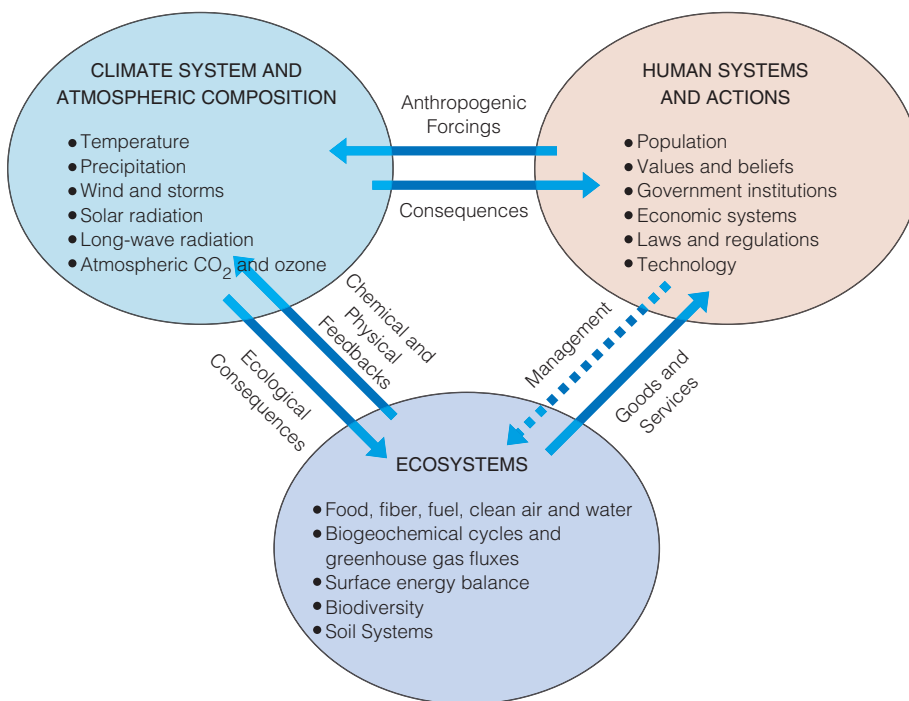 CLIMATE SYSTEM AND
ATMOSPHERIC COMPOSITION
● Temperature
● Precipitation
● Wind and storms
● Solar radiation
● Long-wave radiation
● Atmospheric CO₂ and ozone
Anthropogenic
Forcings
Consequences
HUMAN SYSTEMS
AND ACTIONS
● Population
● Values and beliefs
● Government institutions
● Economic systems
● Laws and regulations
● Technology
Chemical and
Physical
Feedbacks
Ecological
Consequences
Management
Goods and
Services
ECOSYSTEMS
● Food, fiber, fuel, clean air and water
● Biogeochemical cycles and
greenhouse gas fluxes
● Surface energy balance
● Biodiversity
● Soil Systems